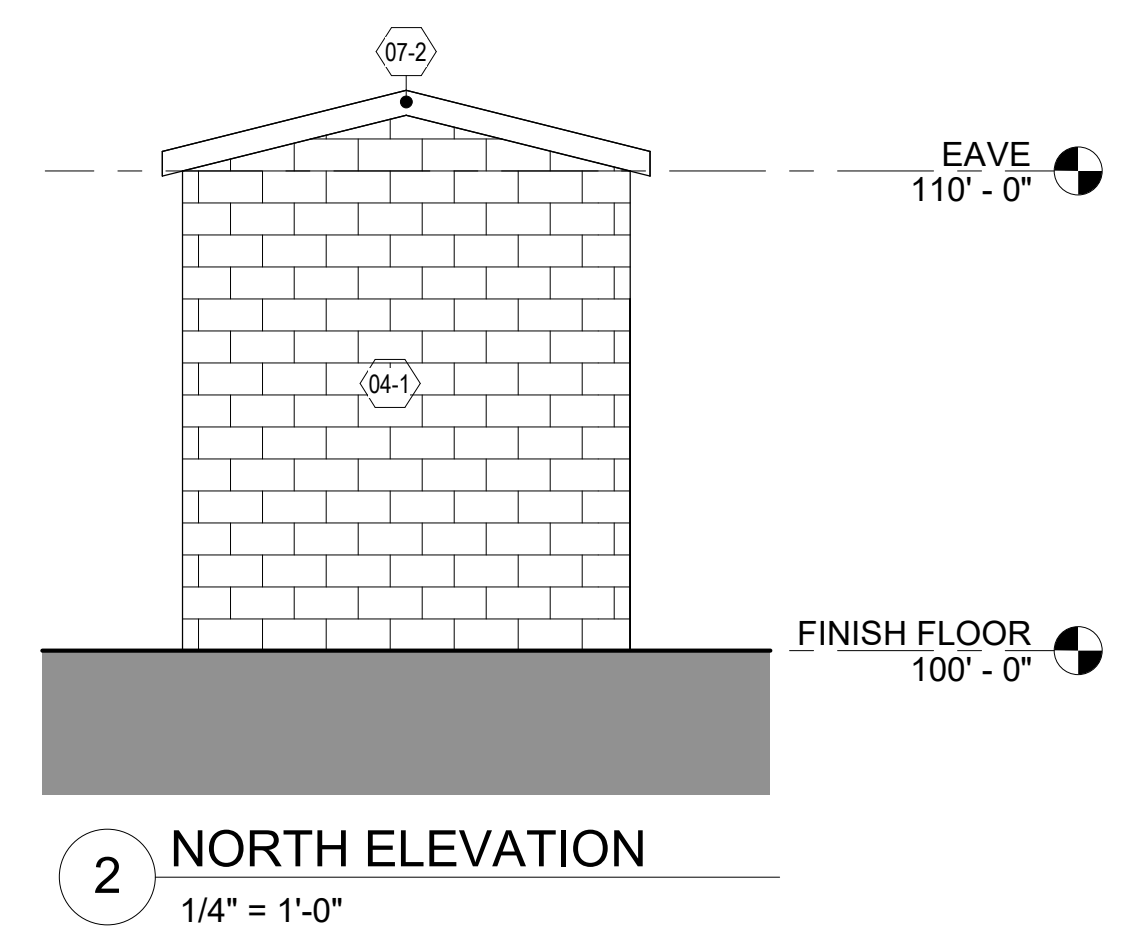 07-2
EAVE
110' - 0"
04-1
FINISH FLOOR
100' - 0"
2
NORTH ELEVATION
1/4" = 1'-0"